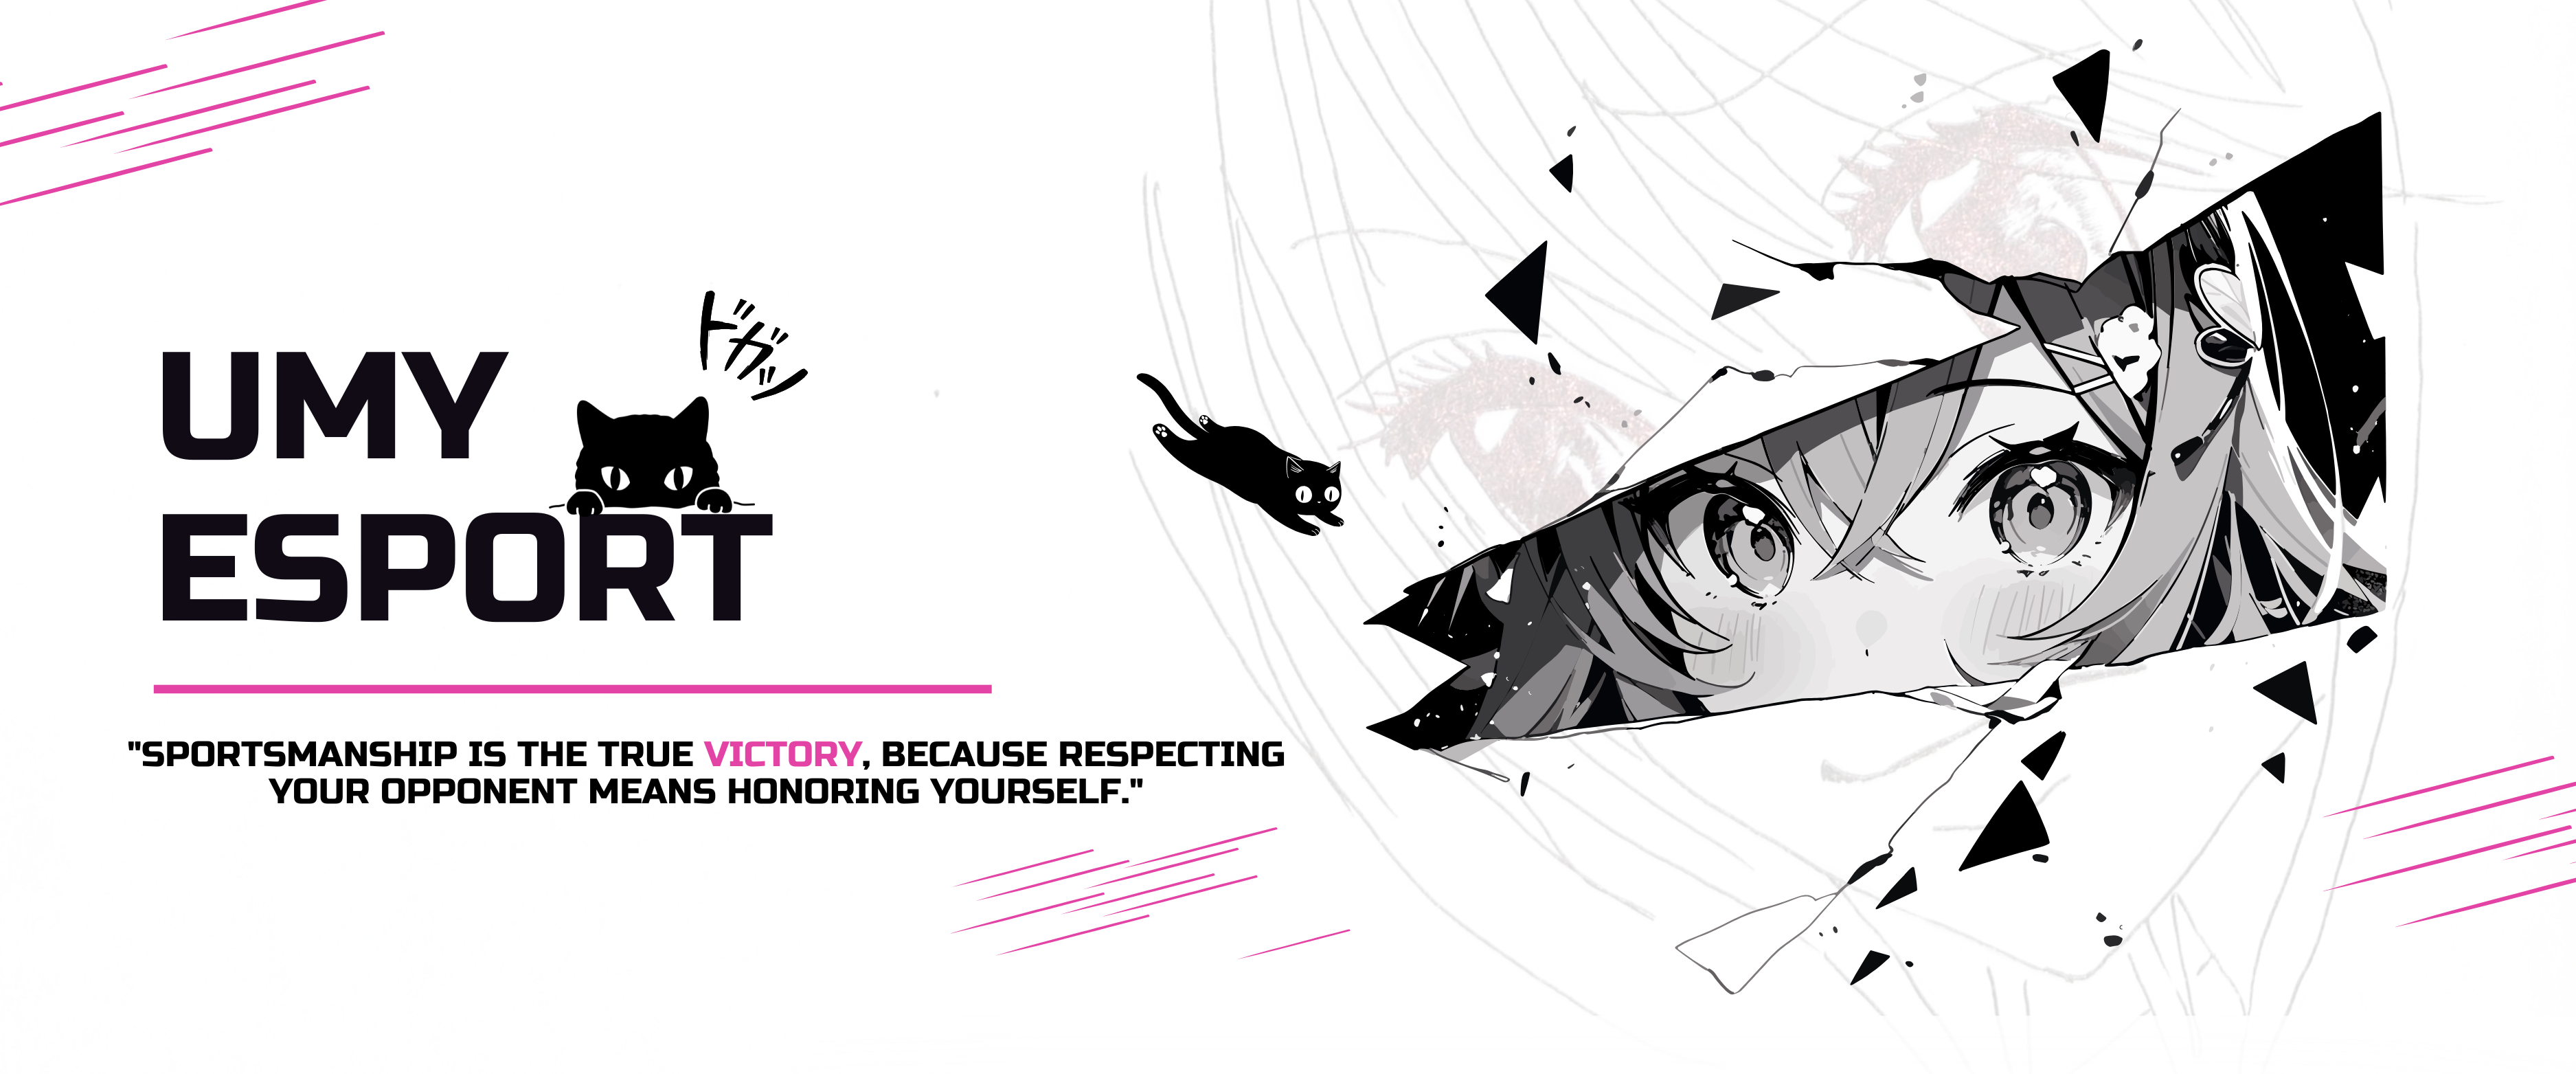 ドガッ
UMY
ESPORT
"SPORTSMANSHIP IS THE TRUE VICTORY, BECAUSE RESPECTING
YOUR OPPONENT MEANS HONORING YOURSELF."